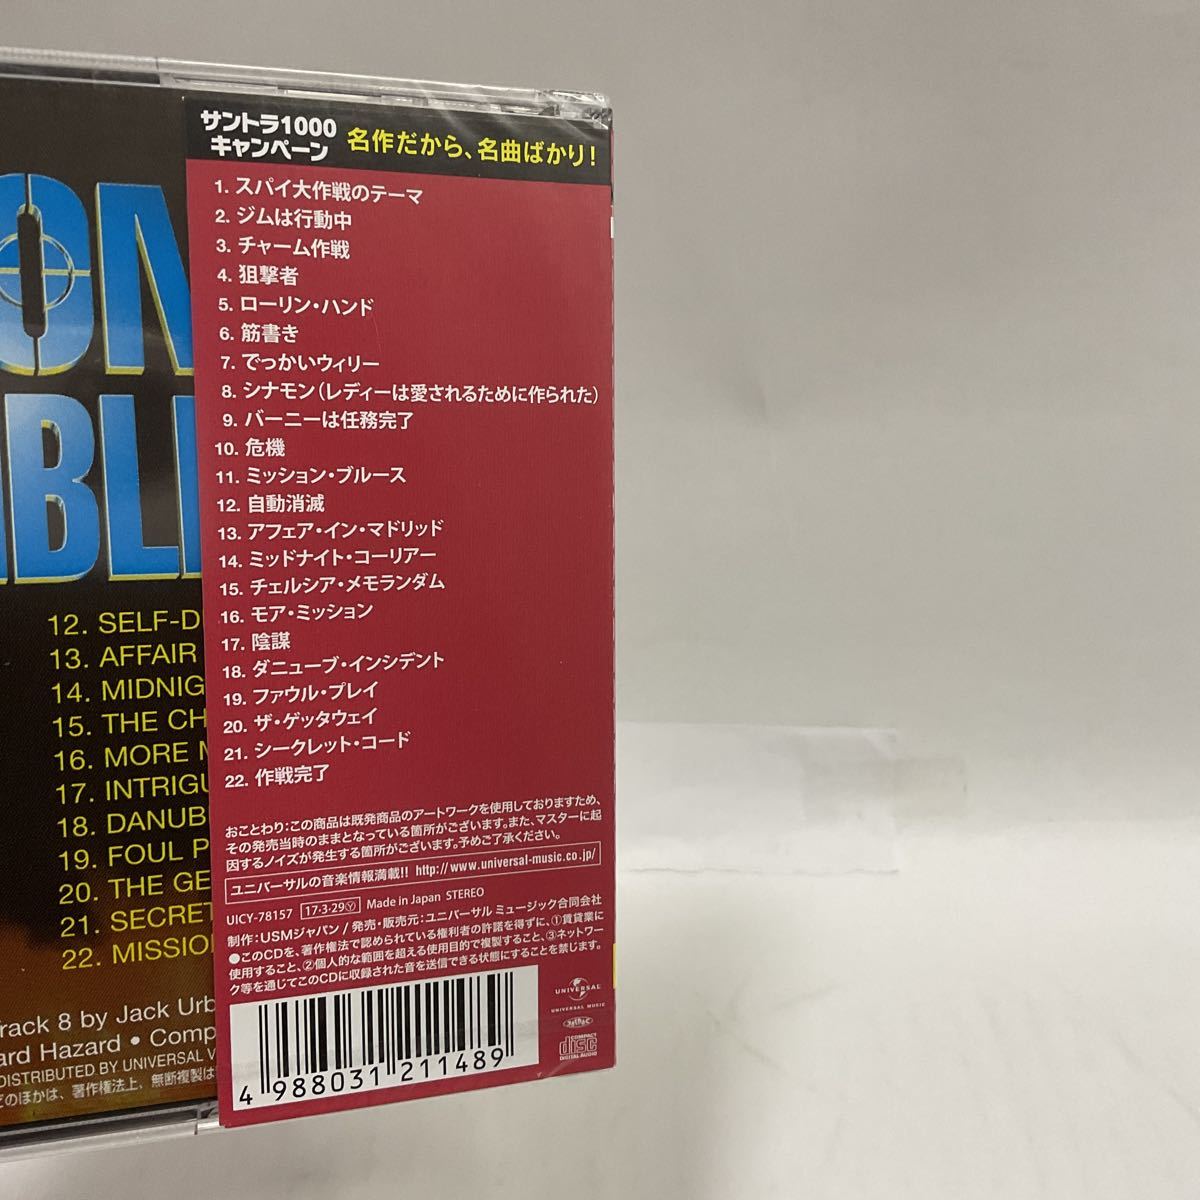 サントラ1000
キャンペーン
名作だから、名曲ばかり!
1. スパイ大作戦のテーマ
2. ジムは行動中
3. チャーム作戦
4. 狙撃者
5. ローリン・ハンド
6. 筋書き
7. でっかいウィリー
8. シナモン(レディーは愛されるために作られた)
9. バーニーは任務完了
10. 危機
11. ミッション・ブルース
12. 自動消滅
13. アフェア・イン・マドリッド
14. ミッドナイト・コーリアー
15. チェルシア・メモランダム
16. モア・ミッション
17. 陰謀
18. ダニューブ・インシデント
19. ファウル・プレイ
20. ザ・ゲッタウェイ
21. シークレット・コード
22. 作戦完了
おことわり:この商品は既発商品のアートワークを使用しておりますため、
その発売当時のままとなっている箇所がございます。また、マスターに起
因するノイズが発生する箇所がございます。予めご了承ください。
ユニバーサルの音楽情報満載!! http://www.universal-music.co.jp/
UICY-78157 17・3・29Ⓨ Made in Japan STEREO
制作:USMジャパン / 発売・販売元:ユニバーサル ミュージック合同会社
●このCDを、著作権法で認められている権利者の許諾を得ずに、①賃貸業に
使用すること、②個人的な範囲を超える使用目的で複製すること、③ネットワー
ク等を通じてこのCDに収録された音を送信できる状態にすることを禁じます。
UNIVERSAL
UNIVERSAL MUSIC
COMPACT
disc
DIGITAL AUDIO
4 988031 211489
ON
IBL
12. SELF-D
13. AFFAIR
14. MIDNIG
15. THE CH
16. MORE M
17. INTRIGU
18. DANUB
19. FOUL P
20. THE GE
21. SECRET
22. MISSION
rack 8 by Jack Urb
ard Hazard • Comp
DISTRIBUTED BY UNIVERSAL V
のほかは、著作権法上、無断複製は